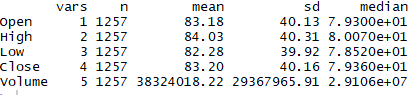 vars n mean sd median
Open 1 1257 83.18 40.13 7.9300e+01
High 2 1257 84.03 40.31 8.0070e+01
Low 3 1257 82.28 39.92 7.8520e+01
Close 4 1257 83.20 40.16 7.9360e+01
Volume 5 1257 38324018.22 29367965.91 2.9106e+07